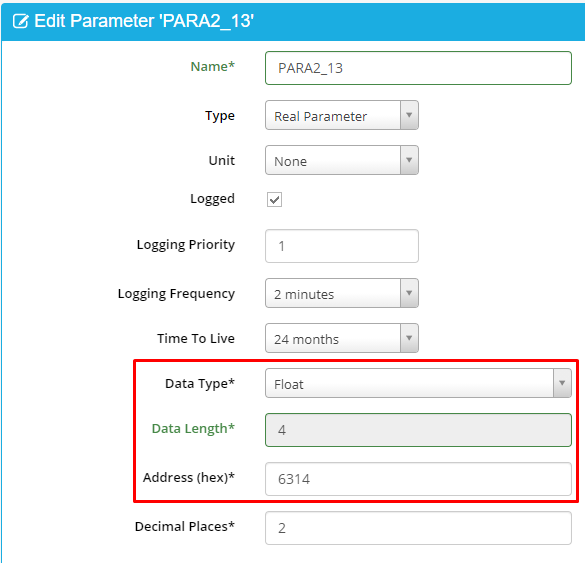 Edit Parameter 'PARA2_13'
Name* PARA2_13
Type Real Parameter
Unit None
Logged
Logging Priority 1
Logging Frequency 2 minutes
Time To Live 24 months
Data Type* Float
Data Length* 4
Address (hex)* 6314
Decimal Places* 2